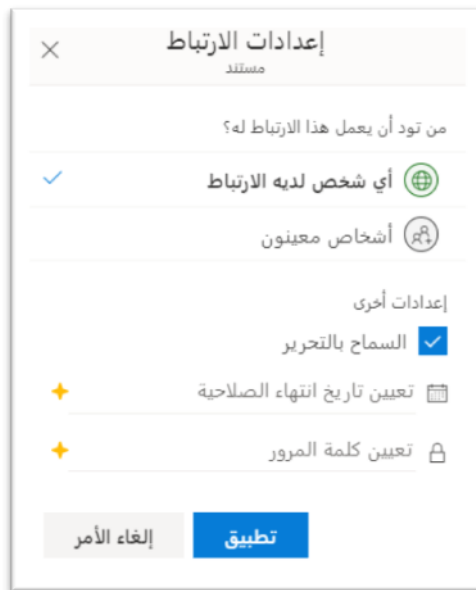 إعدادات الارتباط
مستند
من تود أن يعمل هذا الارتباط له؟
أي شخص لديه الارتباط
أشخاص معينون
إعدادات أخرى
السماح بالتحرير
تعيين تاريخ انتهاء الصلاحية
تعيين كلمة المرور
تطبيق
إلغاء الأمر